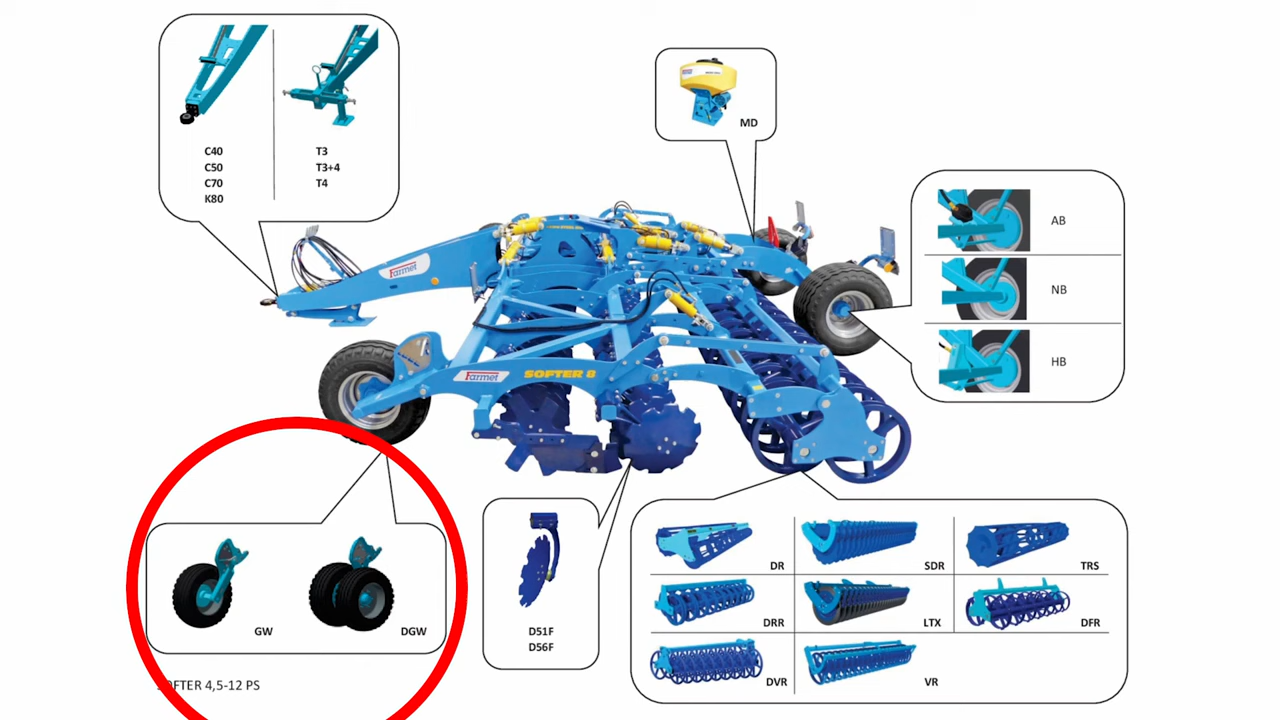 C40
C50
C70
K80
T3
T3+4
T4
MD
AB
NB
HB
Farmet
Farmet
SOFTER 8
GW
DGW
D51F
D56F
DR
SDR
TRS
DRR
LTX
DFR
DVR
VR
SOFTER 4,5-12 PS